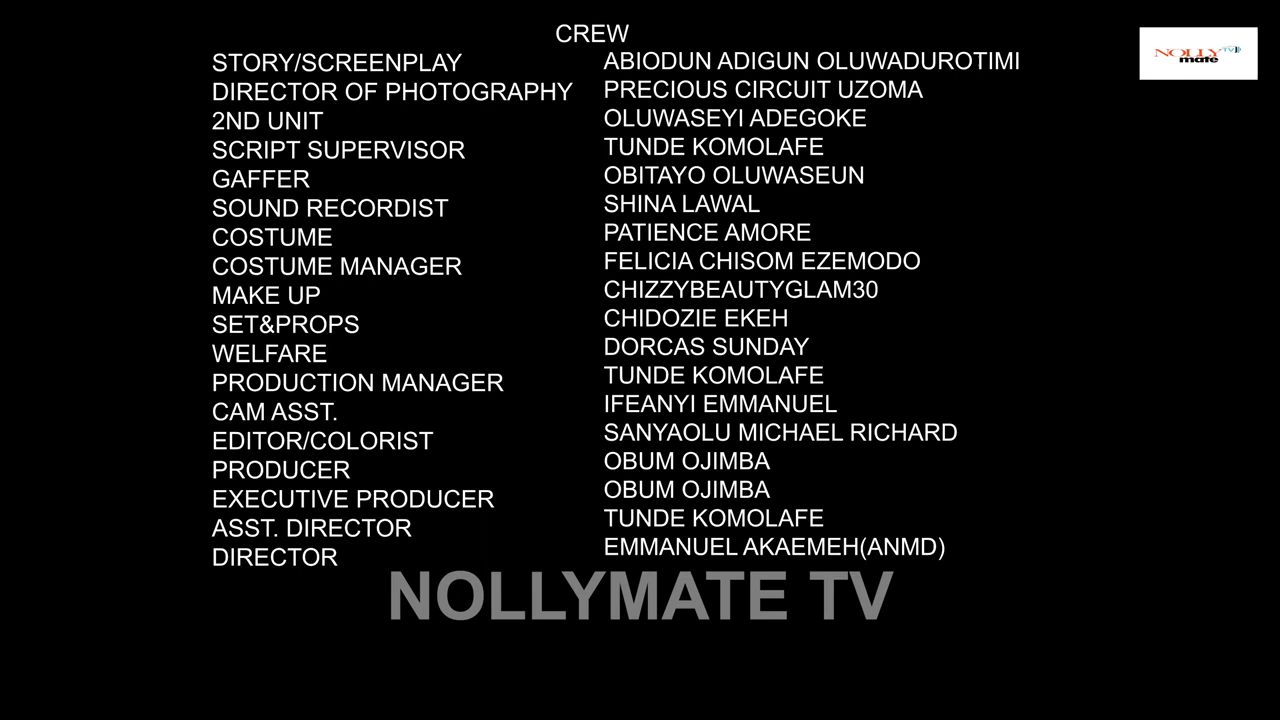 CREW
STORY/SCREENPLAY ABIODUN ADIGUN OLUWADUROTIMI
DIRECTOR OF PHOTOGRAPHY PRECIOUS CIRCUIT UZOMA
2ND UNIT OLUWASEYI ADEGOKE
SCRIPT SUPERVISOR TUNDE KOMOLAFE
GAFFER OBITAYO OLUWASEUN
SOUND RECORDIST SHINA LAWAL
COSTUME PATIENCE AMORE
COSTUME MANAGER FELICIA CHISOM EZEMODO
MAKE UP CHIZZYBEAUTYGLAM30
SET&PROPS CHIDOZIE EKEH
WELFARE DORCAS SUNDAY
PRODUCTION MANAGER TUNDE KOMOLAFE
CAM ASST. IFEANYI EMMANUEL
EDITOR/COLORIST SANYAOLU MICHAEL RICHARD
PRODUCER OBUM OJIMBA
EXECUTIVE PRODUCER OBUM OJIMBA
ASST. DIRECTOR TUNDE KOMOLAFE
DIRECTOR EMMANUEL AKAEMEH(ANMD)
NOLLYMATE TV
NOLLY TV
mate